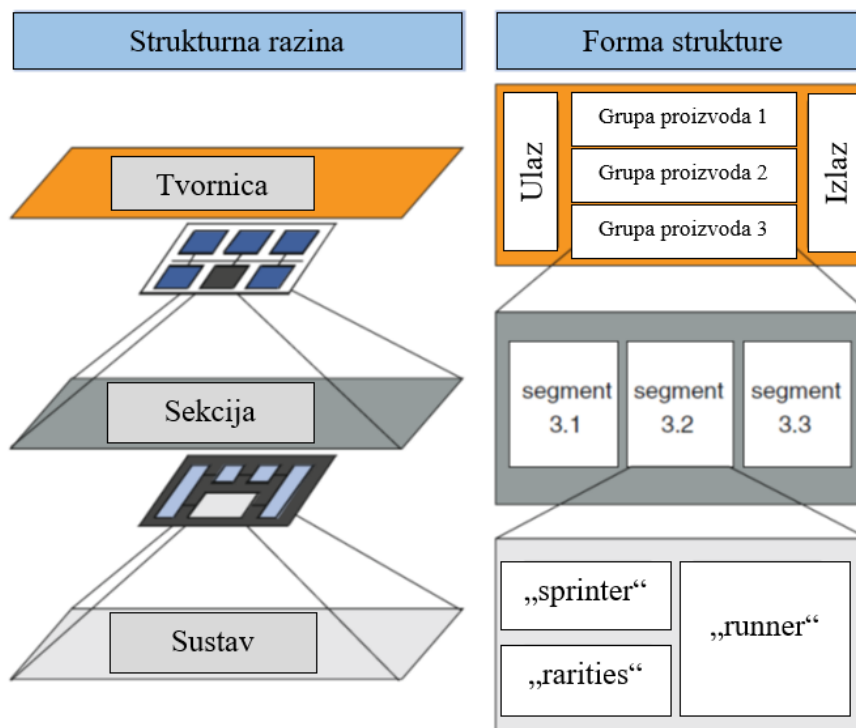 Strukturna razina
Forma strukture
Tvornica
Ulaz
Grupa proizvoda 1
Grupa proizvoda 2
Grupa proizvoda 3
Izlaz
Sekcija
segment
3.1
segment
3.2
segment
3.3
Sustav
„sprinter“
„rarities“
„runner“